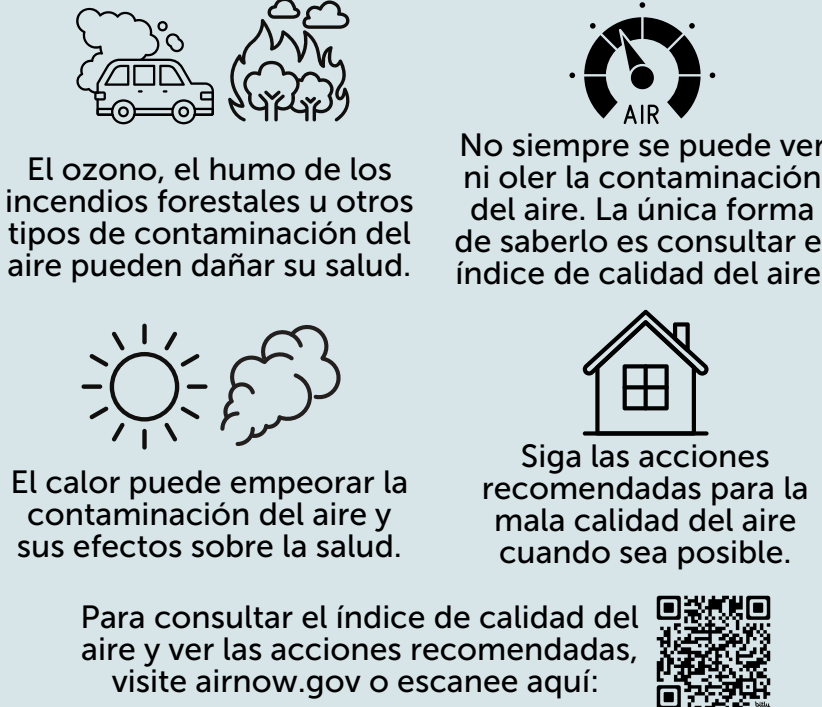 AIR
El ozono, el humo de los
incendios forestales u otros
tipos de contaminación del
aire pueden dañar su salud.
No siempre se puede ver
ni oler la contaminación
del aire. La única forma
de saberlo es consultar e
índice de calidad del aire
El calor puede empeorar la
contaminación del aire y
sus efectos sobre la salud.
Siga las acciones
recomendadas para la
mala calidad del aire
cuando sea posible.
Para consultar el índice de calidad del
aire y ver las acciones recomendadas,
visite airnow.gov o escanee aquí:
bitly